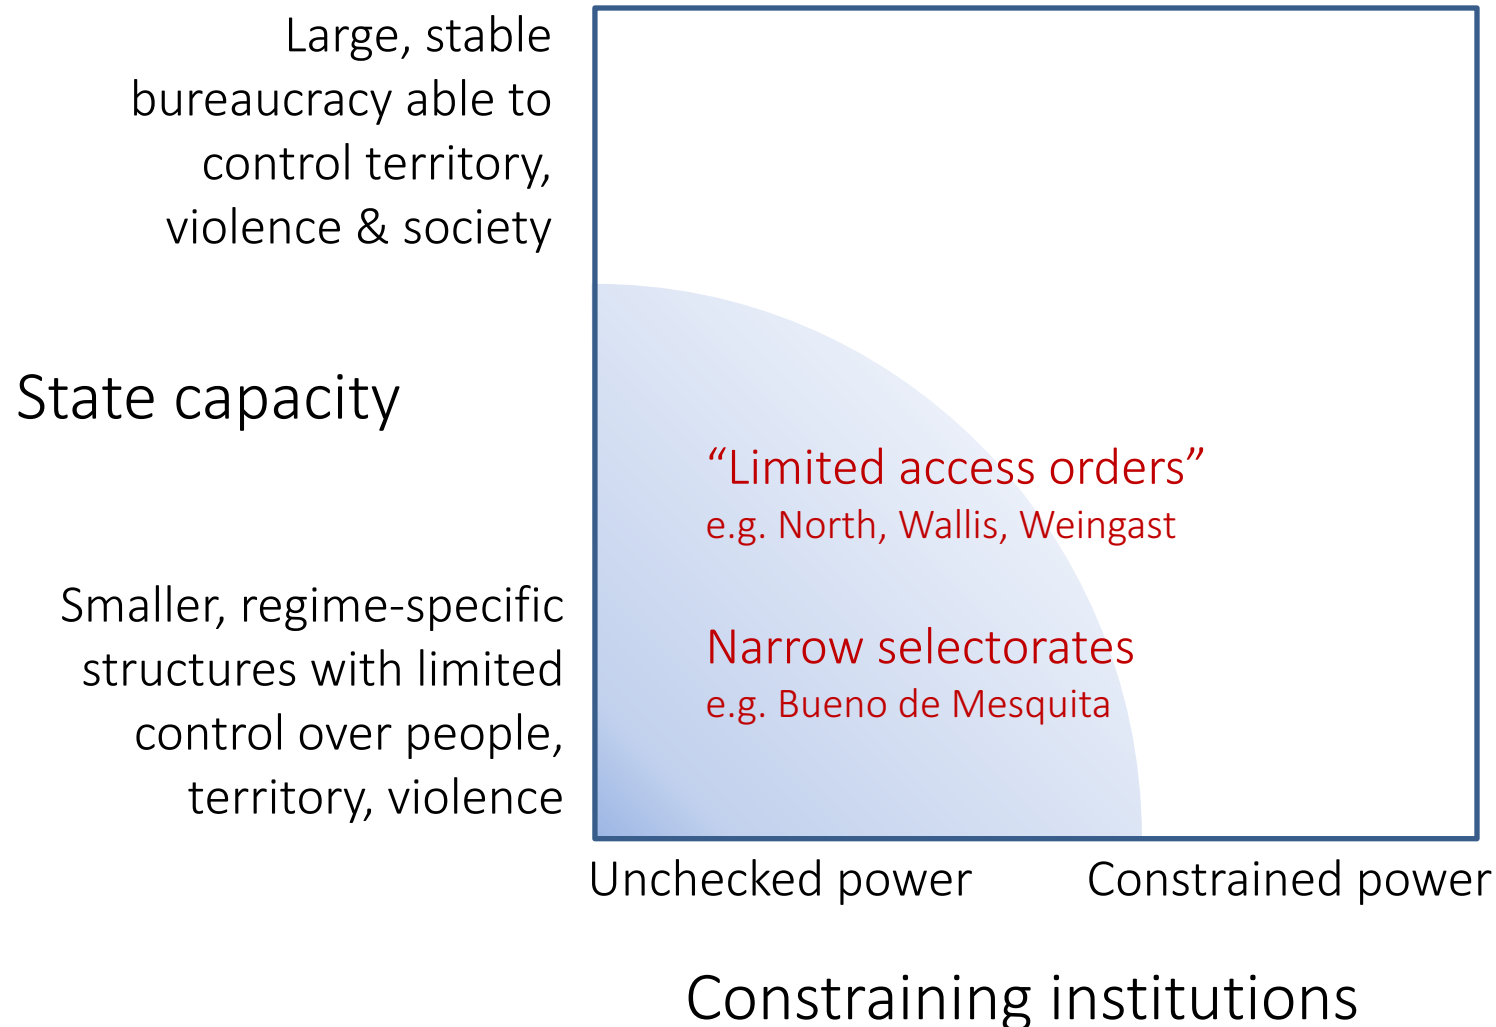 Large, stable
bureaucracy able to
control territory,
violence & society
State capacity
“Limited access orders”
e.g. North, Wallis, Weingast
Smaller, regime-specific
structures with limited
control over people,
territory, violence
Narrow selectorates
e.g. Bueno de Mesquita
Unchecked power
Constrained power
Constraining institutions